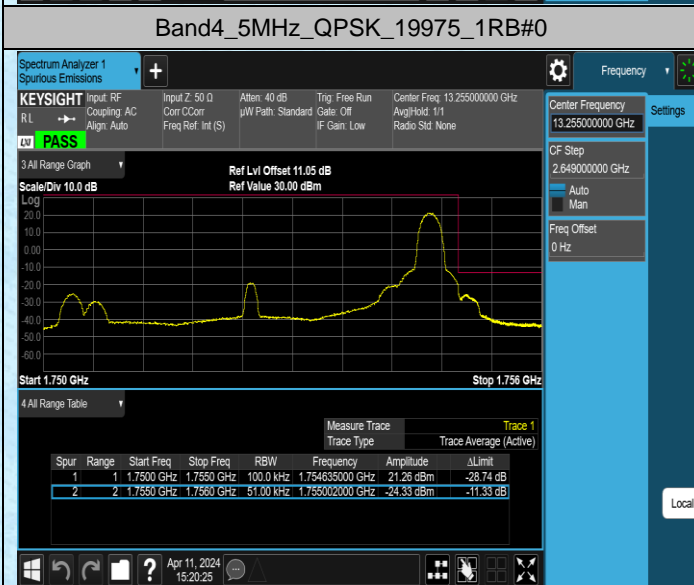 Band4_5MHz_QPSK_19975_1RB#0
Spectrum Analyzer 1
Spurious Emissions
Frequency
KEYSIGHT Input: RF Input Z: 50 Ω Atten: 40 dB Trig: Free Run Center Freq: 13.255000000 GHz
RL Coupling: AC Corr CCorr µW Path: Standard Gate: Off Avg|Hold: 1/1
Align: Auto Freq Ref: Int (S) IF Gain: Low Radio Std: None
LXI PASS
Center Frequency
13.255000000 GHz
Settings
CF Step
2.649000000 GHz
Auto
Man
Freq Offset
0 Hz
3 All Range Graph
Ref Lvl Offset 11.05 dB
Scale/Div 10.0 dB Ref Value 30.00 dBm
Log
20.0
10.0
0.00
-10.0
-20.0
-30.0
-40.0
-50.0
-60.0
Start 1.750 GHz Stop 1.756 GHz
4 All Range Table
Measure Trace Trace 1
Trace Type Trace Average (Active)
Spur Range Start Freq Stop Freq RBW Frequency Amplitude ΔLimit
1 1 1.7500 GHz 1.7550 GHz 100.0 kHz 1.754635000 GHz 21.26 dBm -28.74 dB
2 2 1.7550 GHz 1.7560 GHz 51.00 kHz 1.755002000 GHz -24.33 dBm -11.33 dB
Local
? Apr 11, 2024
15:20:25